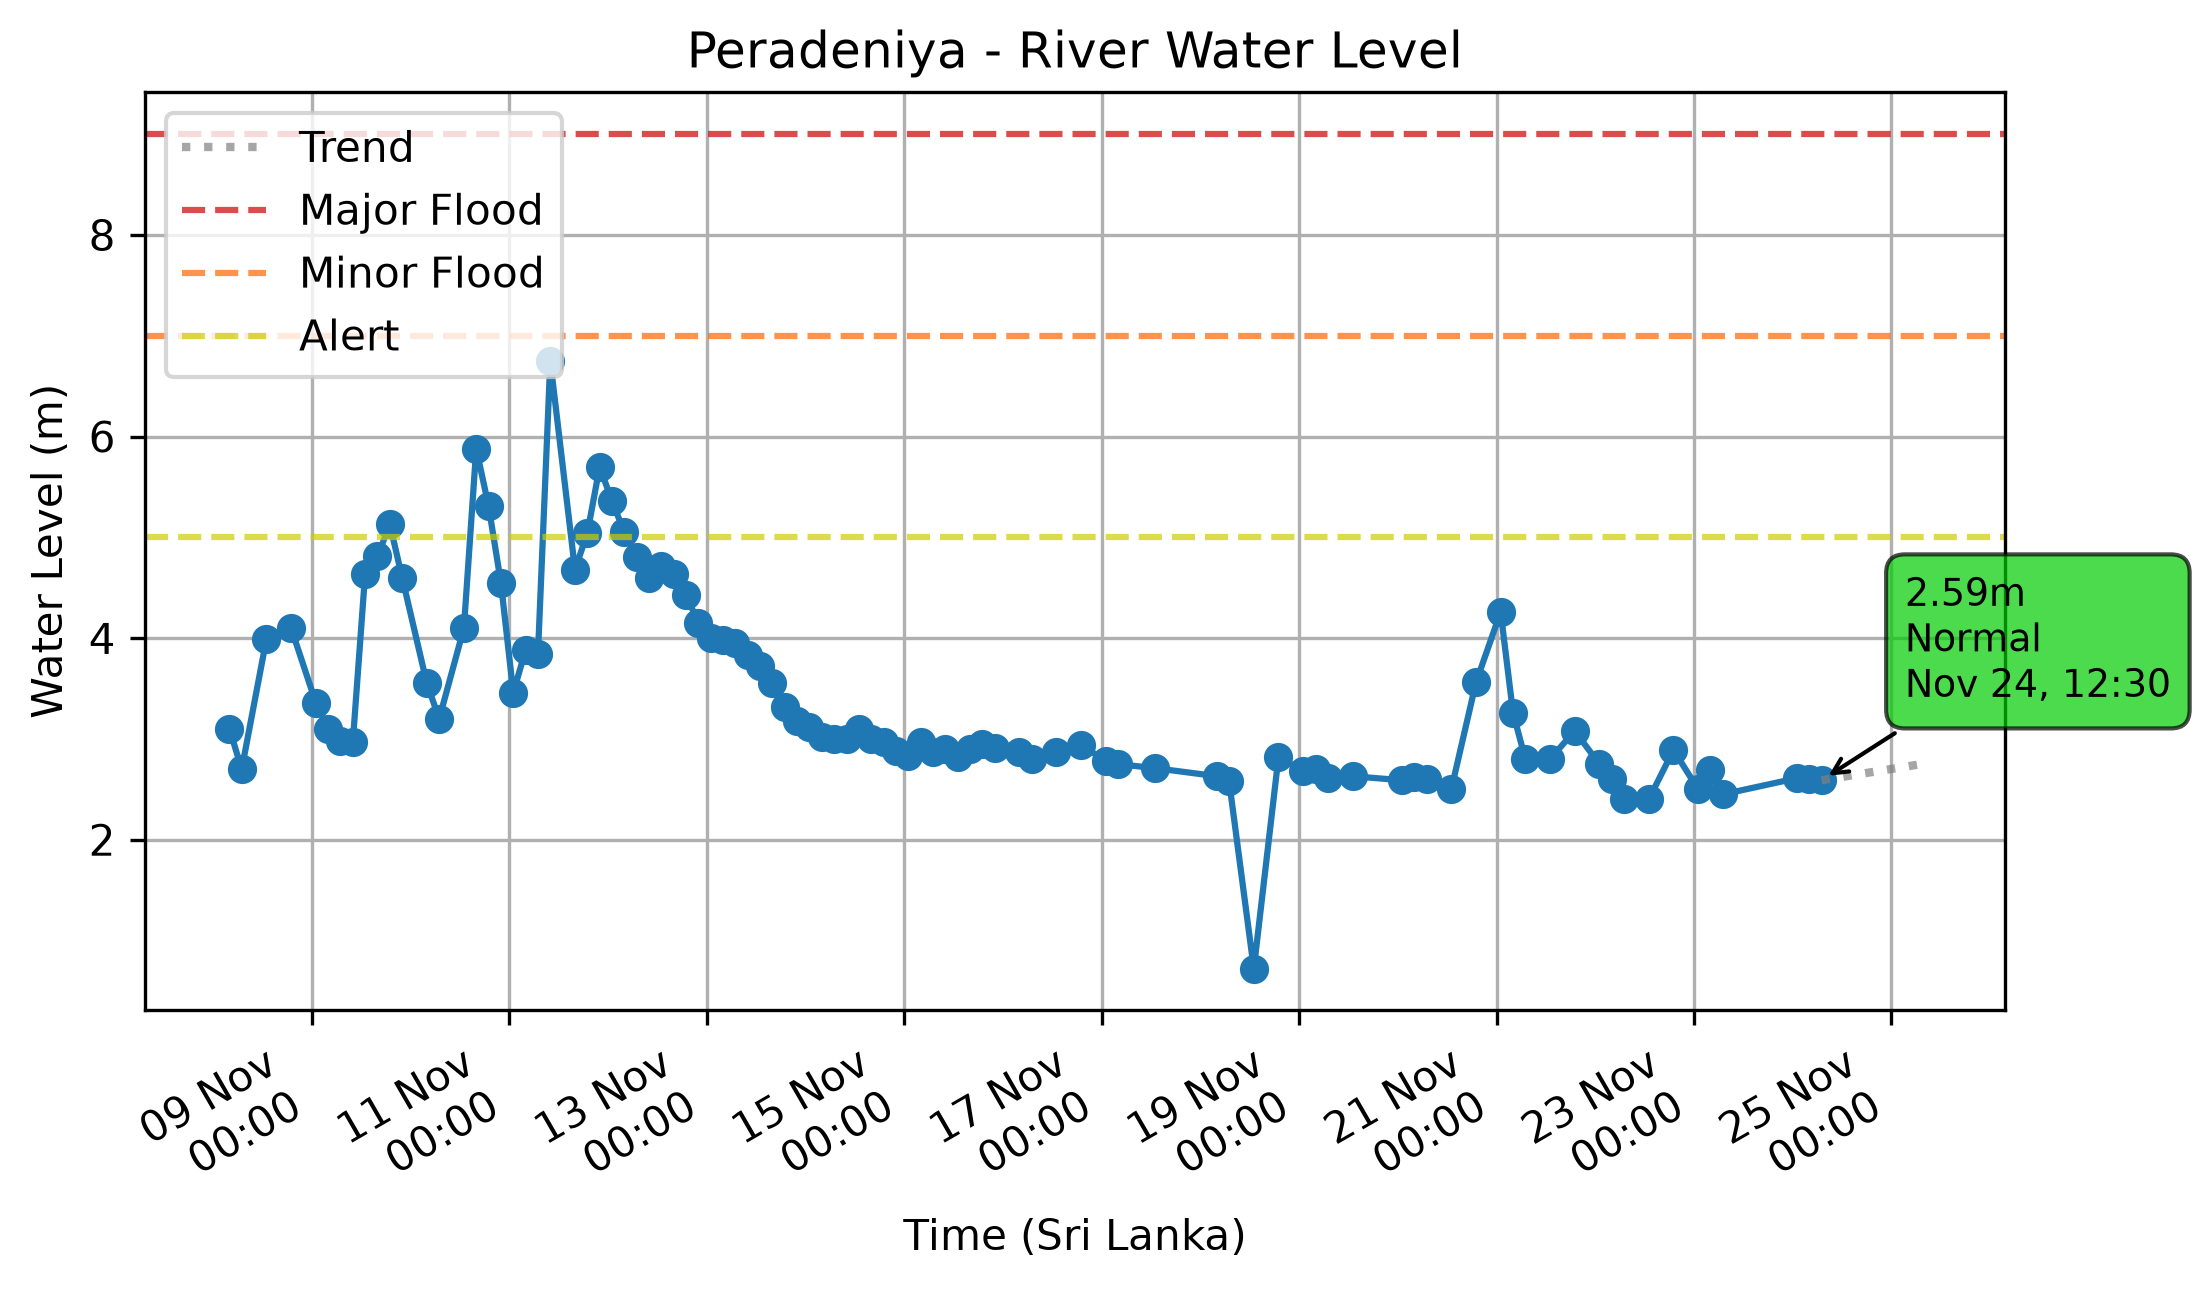 Peradeniya - River Water Level
Trend
Major Flood
Minor Flood
Alert
8
6
4
2
Water Level (m)
2.59m
Normal
Nov 24, 12:30
09 Nov
00:00
11 Nov
00:00
13 Nov
00:00
15 Nov
00:00
17 Nov
00:00
19 Nov
00:00
21 Nov
00:00
23 Nov
00:00
25 Nov
00:00
Time (Sri Lanka)